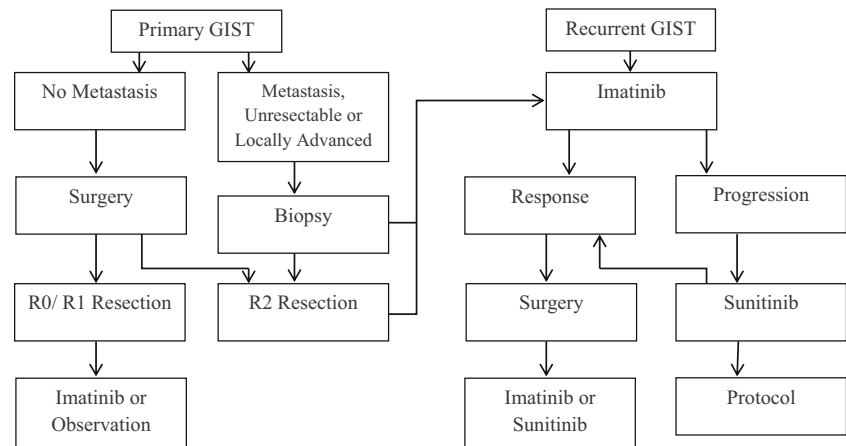 Primary GIST
Recurrent GIST
No Metastasis
Metastasis,
Unresectable or
Locally Advanced
Imatinib
Surgery
Biopsy
Response
Progression
R0/ R1 Resection
R2 Resection
Surgery
Sunitinib
Imatinib or
Observation
Imatinib or
Sunitinib
Protocol